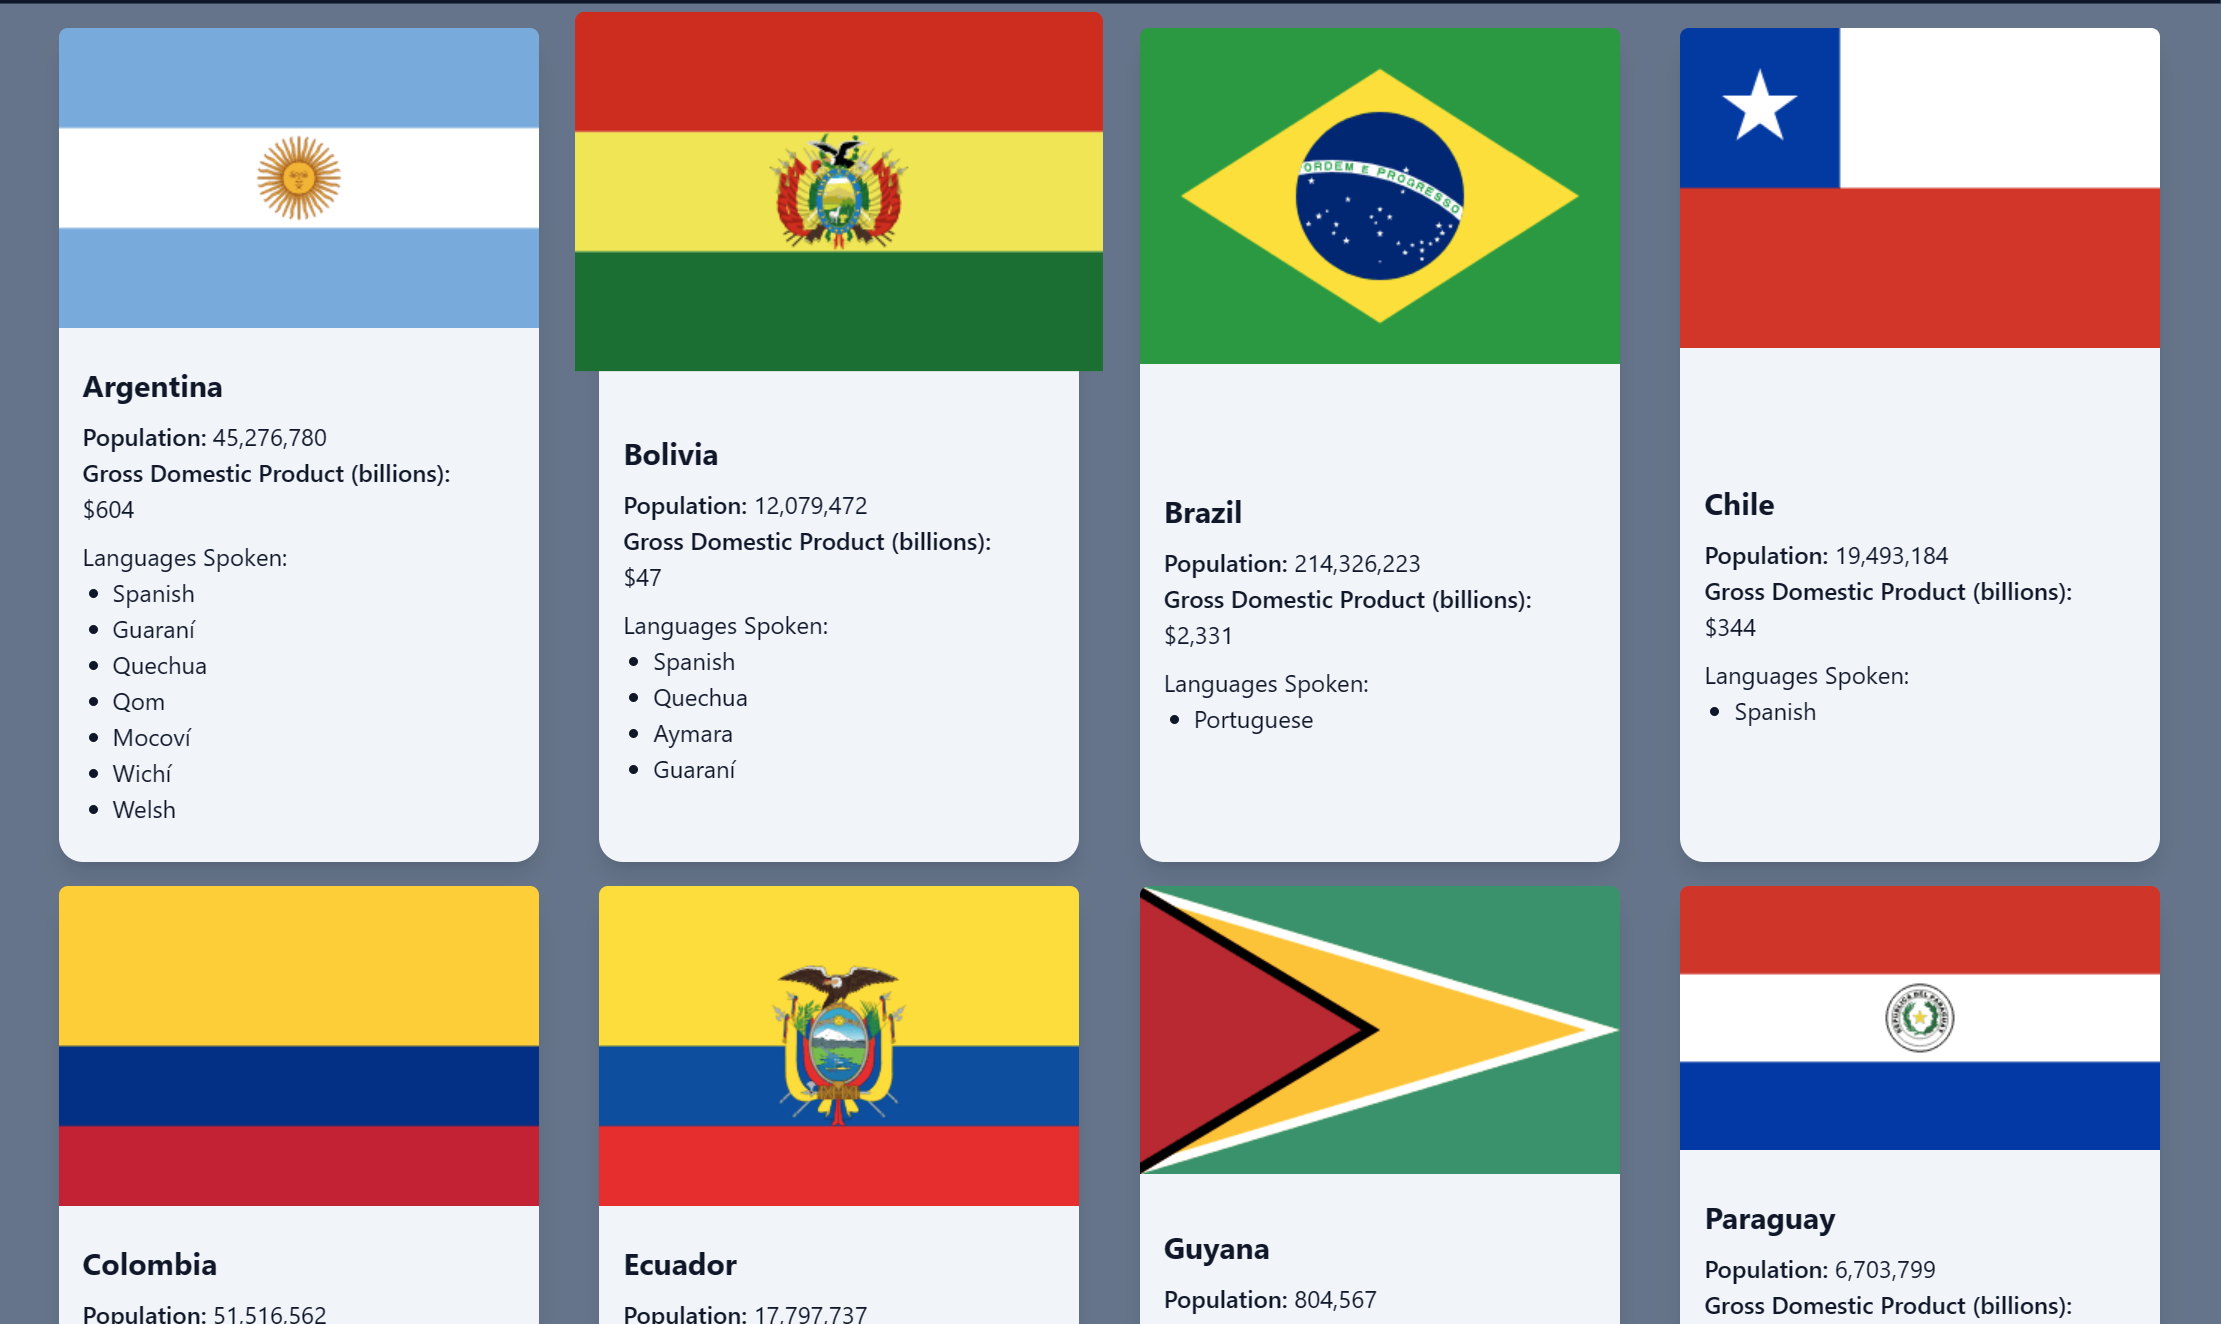 ORDEM E PROGRESSO
Argentina
Population: 45,276,780
Gross Domestic Product (billions):
$604
Languages Spoken:
Spanish
Guaraní
Quechua
Qom
Mocoví
Wichí
Welsh
Bolivia
Population: 12,079,472
Gross Domestic Product (billions):
$47
Languages Spoken:
Spanish
Quechua
Aymara
Guaraní
Brazil
Population: 214,326,223
Gross Domestic Product (billions):
$2,331
Languages Spoken:
Portuguese
Chile
Population: 19,493,184
Gross Domestic Product (billions):
$344
Languages Spoken:
Spanish
REPUBLICA DEL PARAGUAY
Colombia
Population: 51,516,562
Ecuador
Population: 17,797,737
Guyana
Population: 804,567
Paraguay
Population: 6,703,799
Gross Domestic Product (billions):